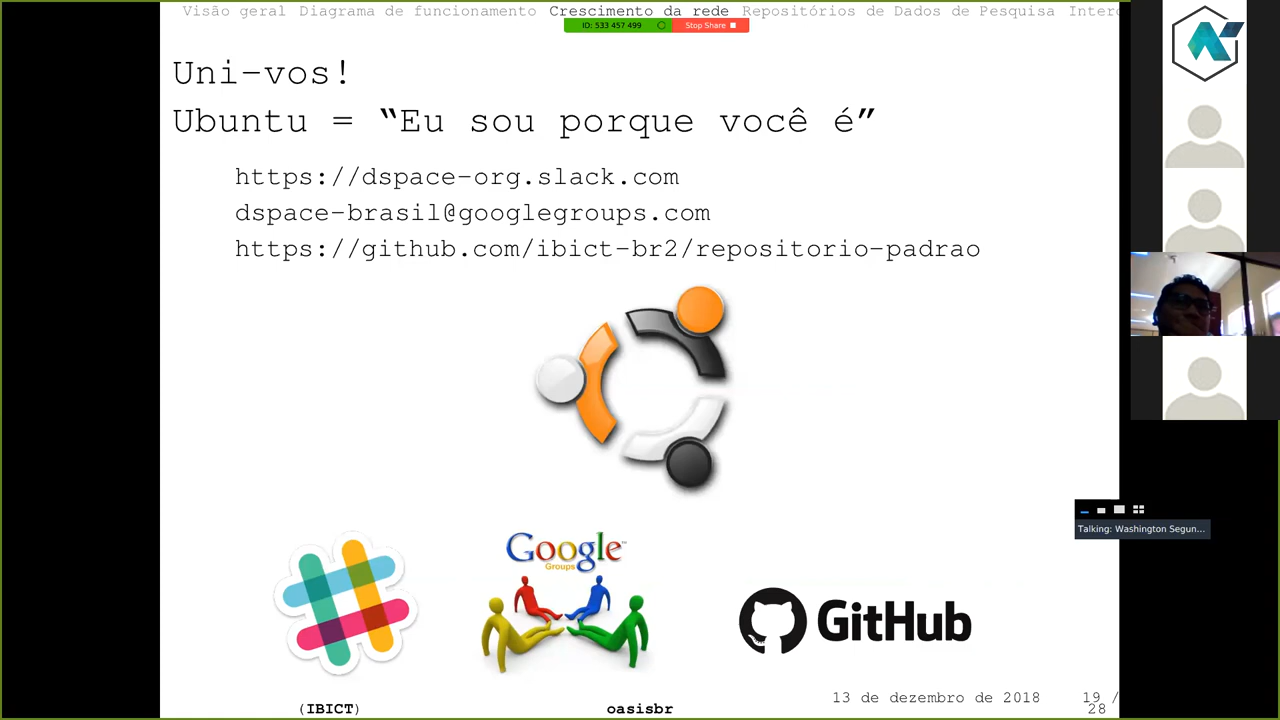 Visão geral Diagrama de funcionamento Crescimento da rede Repositórios de Dados de Pesquisa
ID: 533 457 499 Stop Share
Uni-vos!
Ubuntu = “Eu sou porque você é”
https://dspace-org.slack.com
dspace-brasil@googlegroups.com
https://github.com/ibict-br2/repositorio-padrao
Talking: Washington Segun...
Google™
Groups
GitHub
(IBICT) oasisbr 13 de dezembro de 2018 19 /
28